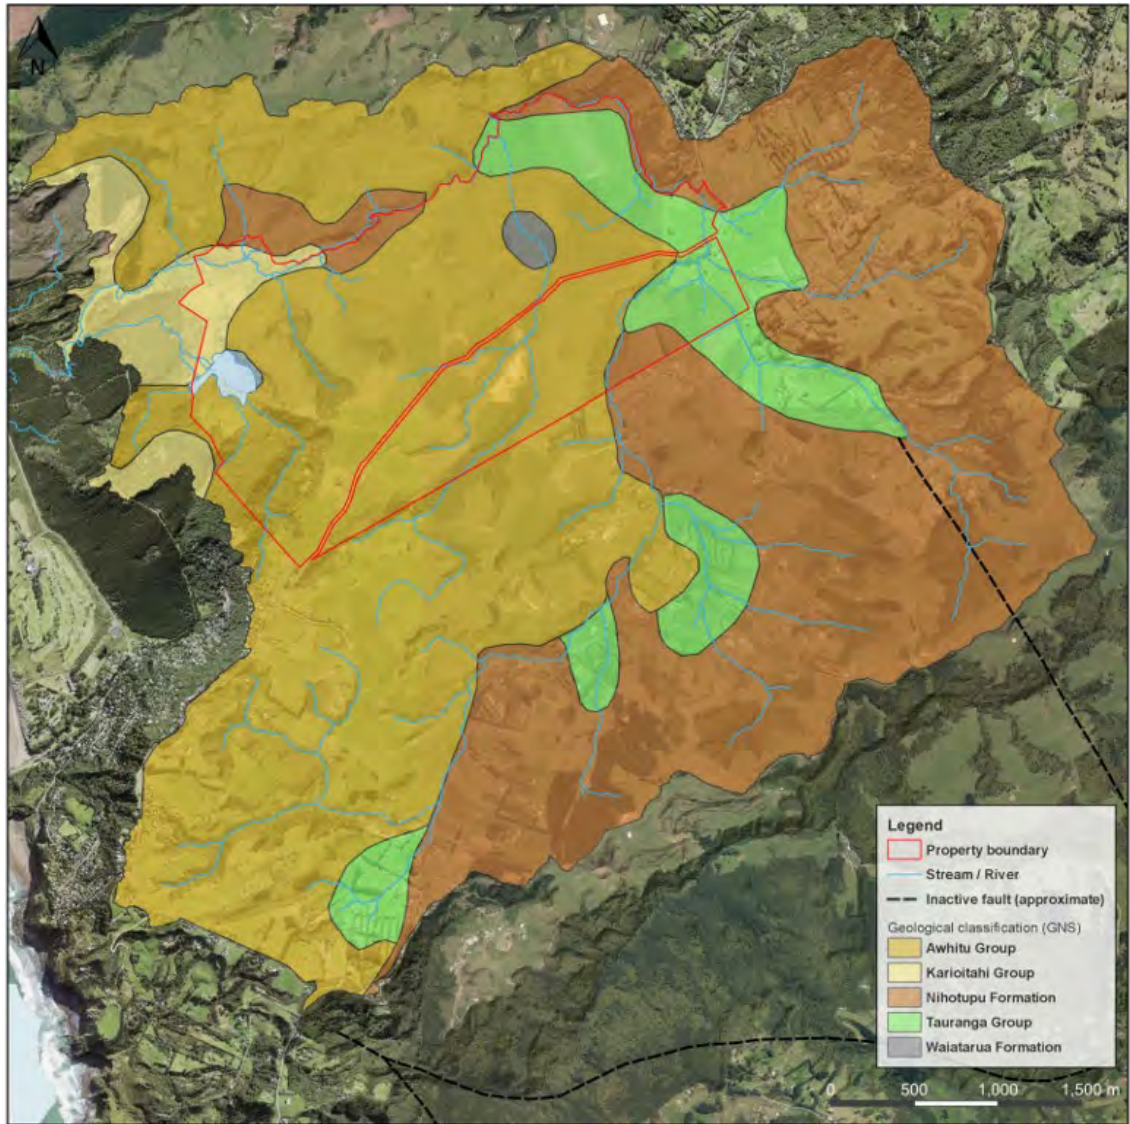 N
Legend
Property boundary
Stream / River
Inactive fault (approximate)
Geological classification (GNS)
Awhitu Group
Karioitahi Group
Nihotupu Formation
Tauranga Group
Waiatarua Formation
0 500 1,000 1,500 m